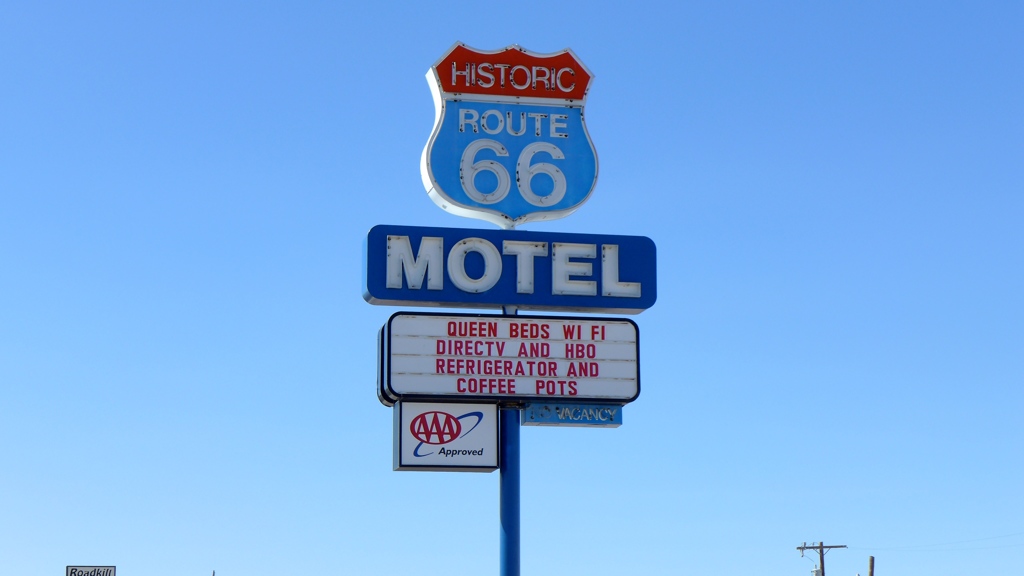 HISTORIC
ROUTE
66
MOTEL
QUEEN BEDS WI FI
DIRECTV AND HBO
REFRIGERATOR AND
COFFEE POTS
AAA
Approved
VACANCY
Roadkill